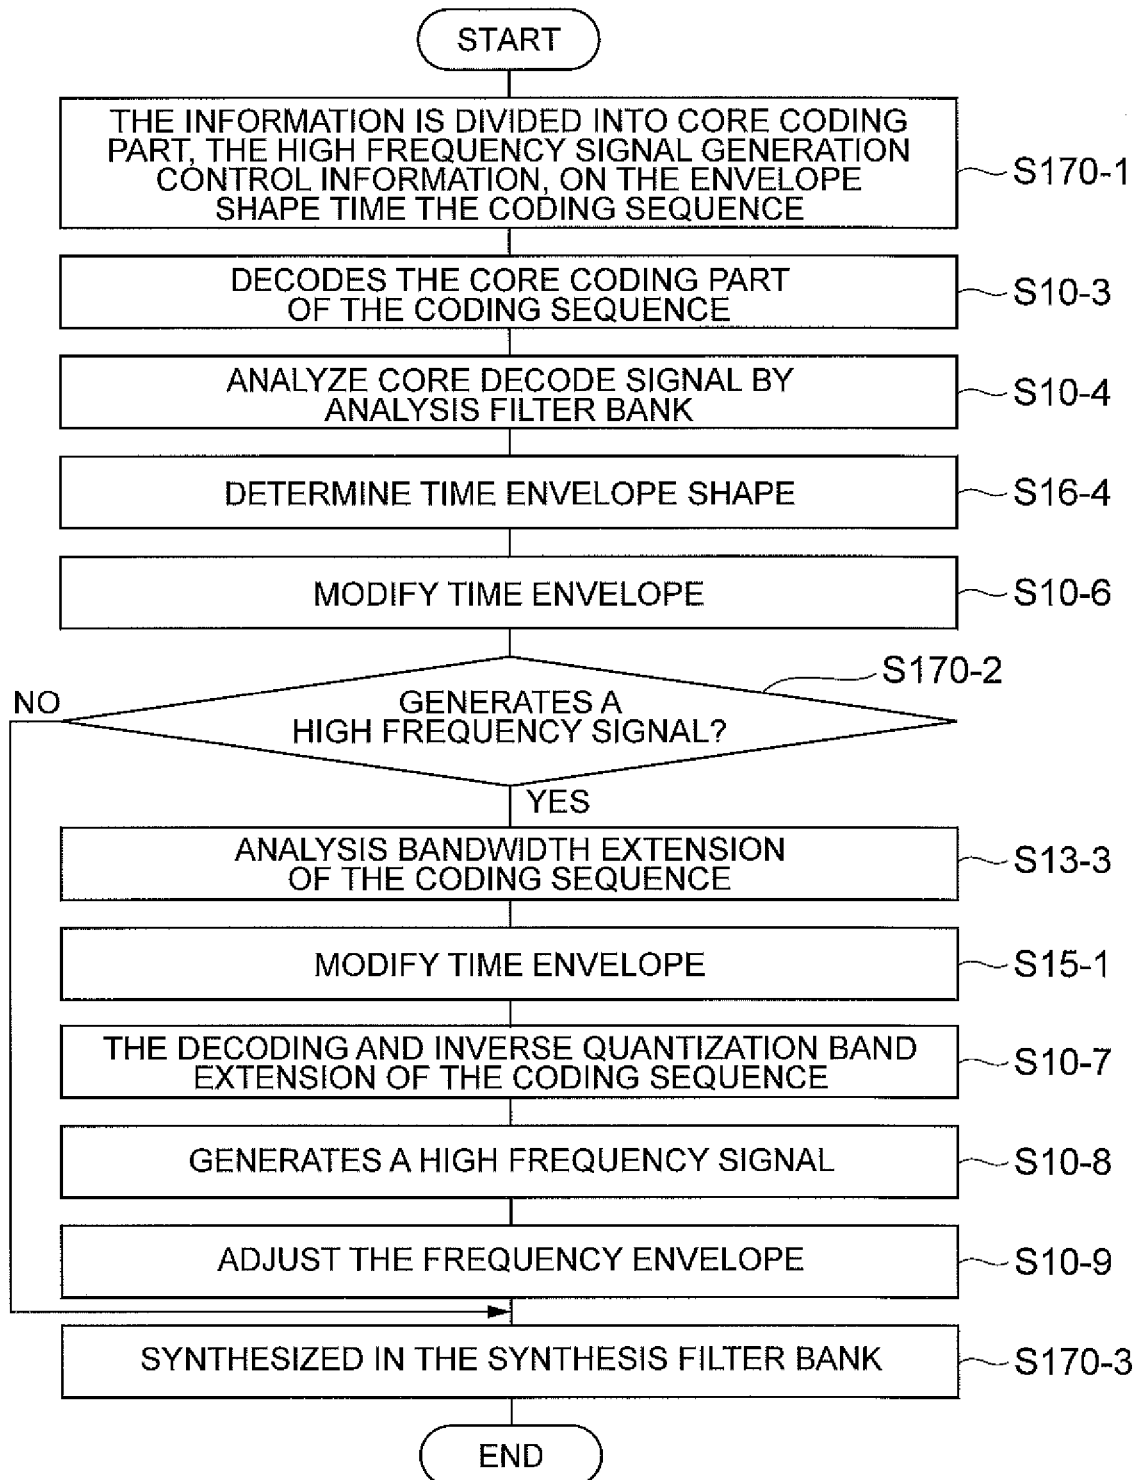 START
THE INFORMATION IS DIVIDED INTO CORE CODING
PART, THE HIGH FREQUENCY SIGNAL GENERATION
CONTROL INFORMATION, ON THE ENVELOPE
SHAPE TIME THE CODING SEQUENCE
S170-1
DECODES THE CORE CODING PART
OF THE CODING SEQUENCE
S10-3
ANALYZE CORE DECODE SIGNAL BY
ANALYSIS FILTER BANK
S10-4
DETERMINE TIME ENVELOPE SHAPE
S16-4
MODIFY TIME ENVELOPE
S10-6
S170-2
NO
GENERATES A
HIGH FREQUENCY SIGNAL?
YES
ANALYSIS BANDWIDTH EXTENSION
OF THE CODING SEQUENCE
S13-3
MODIFY TIME ENVELOPE
S15-1
THE DECODING AND INVERSE QUANTIZATION BAND
EXTENSION OF THE CODING SEQUENCE
S10-7
GENERATES A HIGH FREQUENCY SIGNAL
S10-8
ADJUST THE FREQUENCY ENVELOPE
S10-9
SYNTHESIZED IN THE SYNTHESIS FILTER BANK
S170-3
END